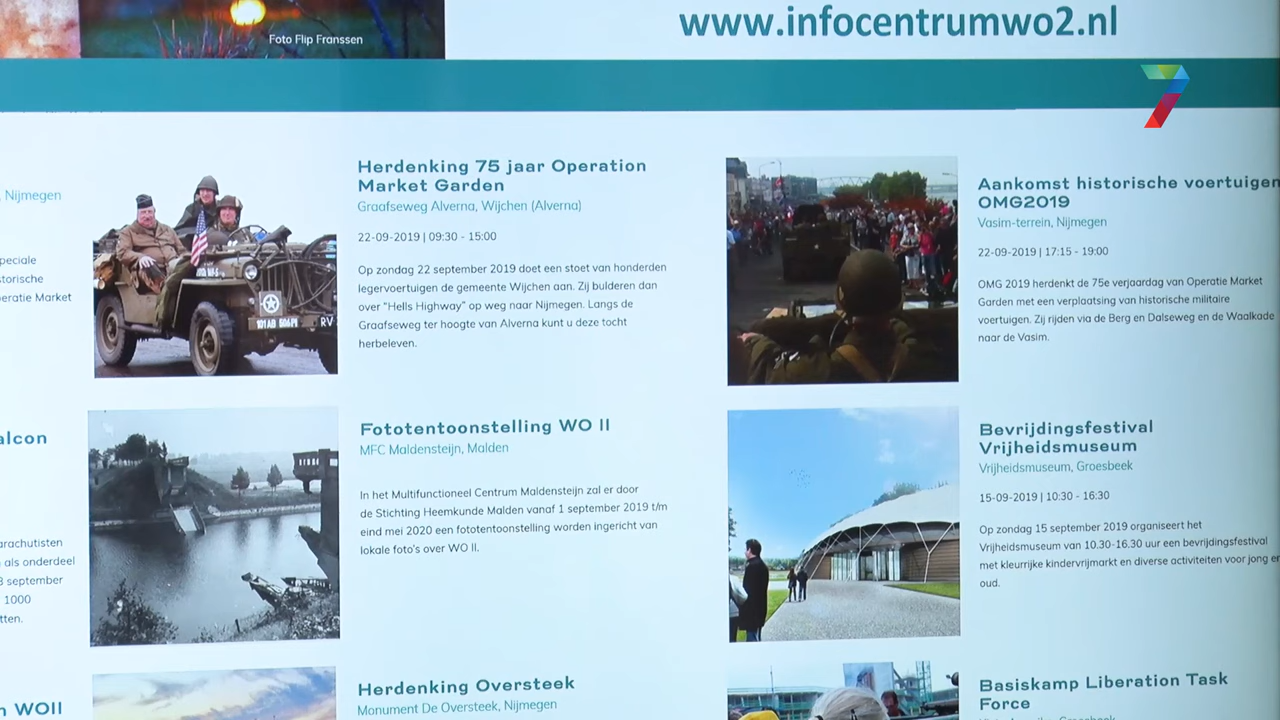 Foto Flip Franssen
www.infocentrumwo2.nl
7
, Nijmegen
peciale
storische
eratie Market
101AB 506PI
RV
Herdenking 75 jaar Operation
Market Garden
Graafseweg Alverna, Wijchen (Alverna)
22-09-2019 | 09:30 - 15:00
Op zondag 22 september 2019 doet een stoet van honderden
legervoertuigen de gemeente Wijchen aan. Zij bulderen dan
over "Hells Highway" op weg naar Nijmegen. Langs de
Graafseweg ter hoogte van Alverna kunt u deze tocht
herbeleven.
Aankomst historische voertuigen
OMG2019
Vasim-terrein, Nijmegen
22-09-2019 | 17:15 - 19:00
OMG 2019 herdenkt de 75e verjaardag van Operatie Market
Garden met een verplaatsing van historische militaire
voertuigen. Zij rijden via de Berg en Dalseweg en de Waalkade
naar de Vasim.
alcon
arachutisten
als onderdeel
8 september
1000
tten.
Fototentoonstelling WO II
MFC Maldensteijn, Malden
In het Multifunctioneel Centrum Maldensteijn zal er door
de Stichting Heemkunde Malden vanaf 1 september 2019 t/m
eind mei 2020 een fototentoonstelling worden ingericht van
lokale foto's over WO II.
Bevrijdingsfestival
Vrijheidsmuseum
Vrijheidsmuseum, Groesbeek
15-09-2019 | 10:30 - 16:30
Op zondag 15 september 2019 organiseert het
Vrijheidsmuseum van 10.30-16.30 uur een bevrijdingsfestival
met kleurrijke kindervrijmarkt en diverse activiteiten voor jong en
oud.
n WOII
Herdenking Oversteek
Monument De Oversteek, Nijmegen
Basiskamp Liberation Task
Force